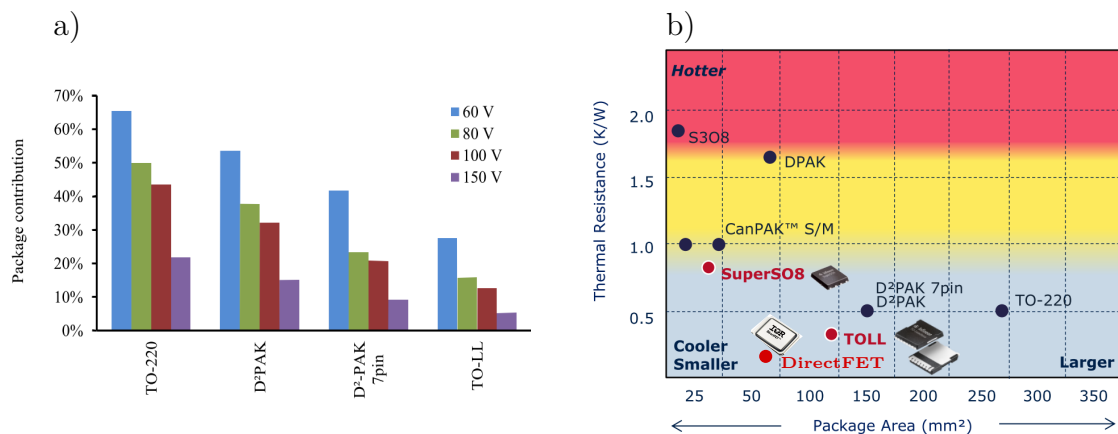 a)
70%
60%
50%
40%
30%
20%
10%
0%
Package contribution
60 V
80 V
100 V
150 V
TO-220
D²PAK
D²-PAK
7pin
TO-LL
b)
Hotter
Thermal Resistance (K/W)
2.0
1.5
1.0
0.5
S3O8
DPAK
CanPAK™ S/M
SuperSO8
D²PAK 7pin
D²PAK
TO-220
TOLL
IQR
DirectFET
Cooler
Smaller
Larger
25 50 100 150 200 300 350
Package Area (mm²)